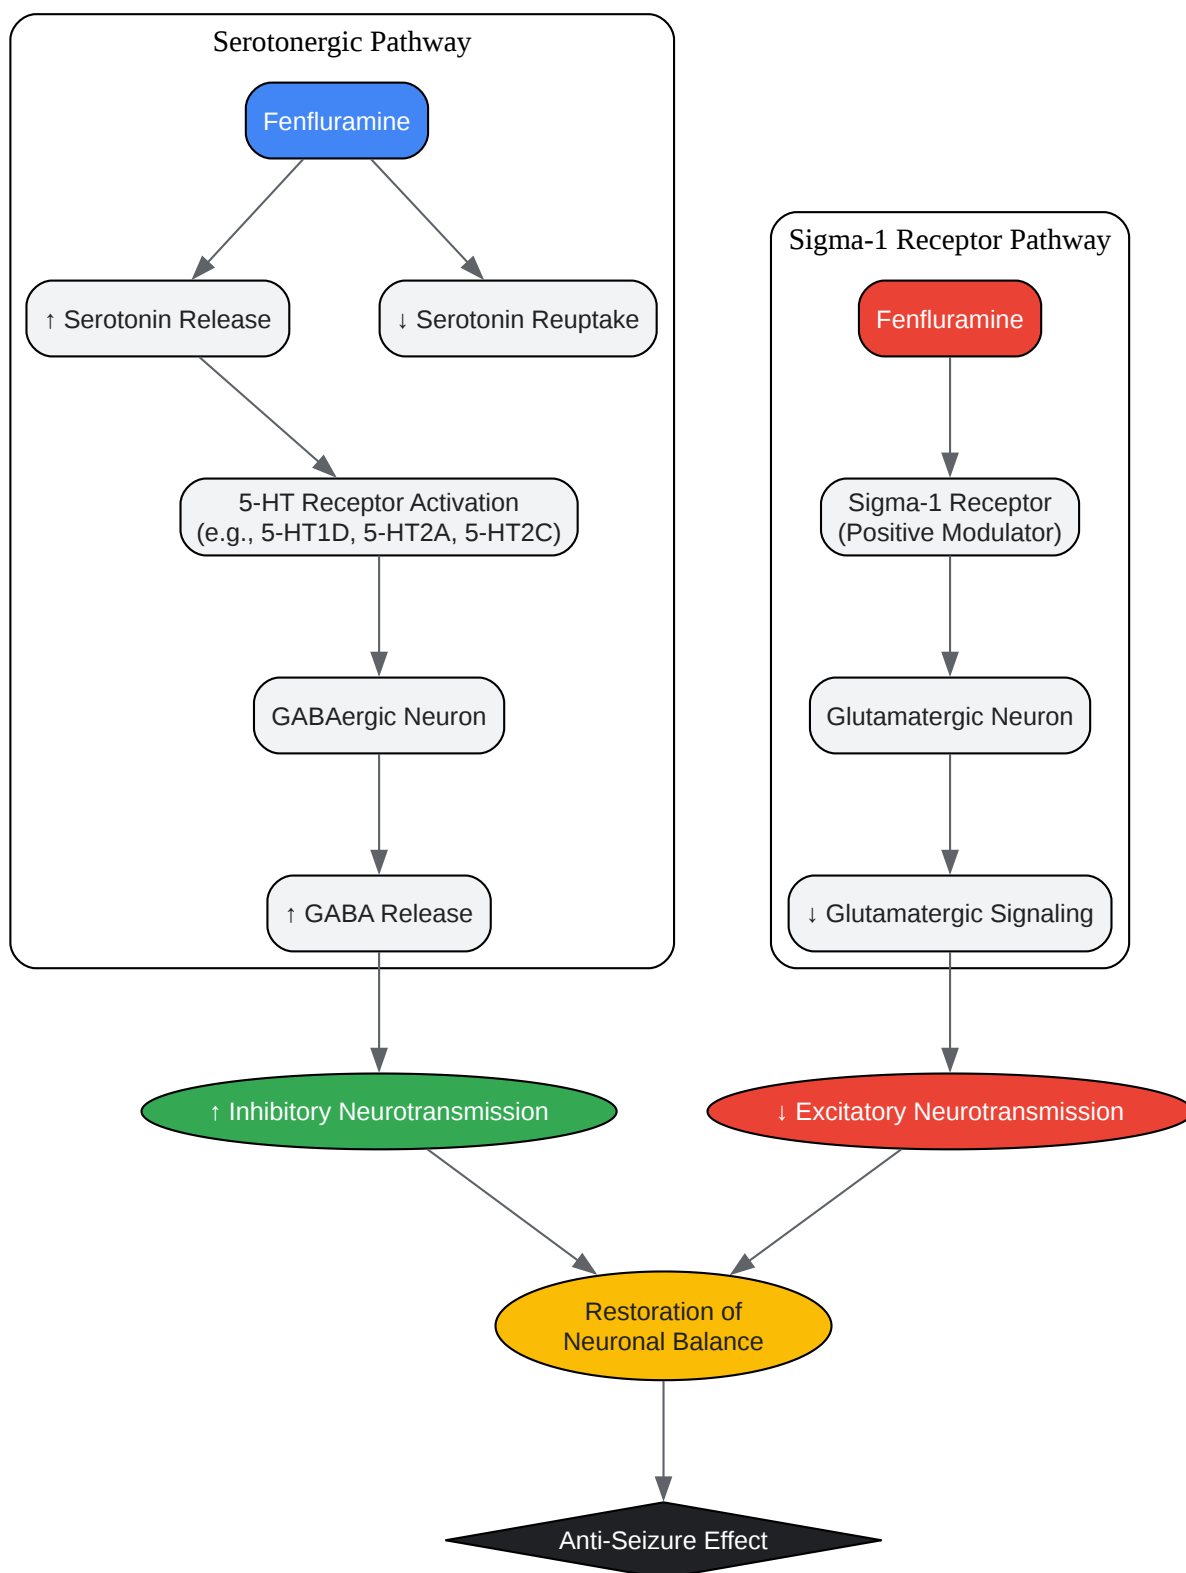 Serotonergic Pathway
Fenfluramine
↑ Serotonin Release
↓ Serotonin Reuptake
5-HT Receptor Activation
(e.g., 5-HT1D, 5-HT2A, 5-HT2C)
GABAergic Neuron
↑ GABA Release
Sigma-1 Receptor Pathway
Fenfluramine
Sigma-1 Receptor
(Positive Modulator)
Glutamatergic Neuron
↓ Glutamatergic Signaling
↑ Inhibitory Neurotransmission
↓ Excitatory Neurotransmission
Restoration of
Neuronal Balance
Anti-Seizure Effect